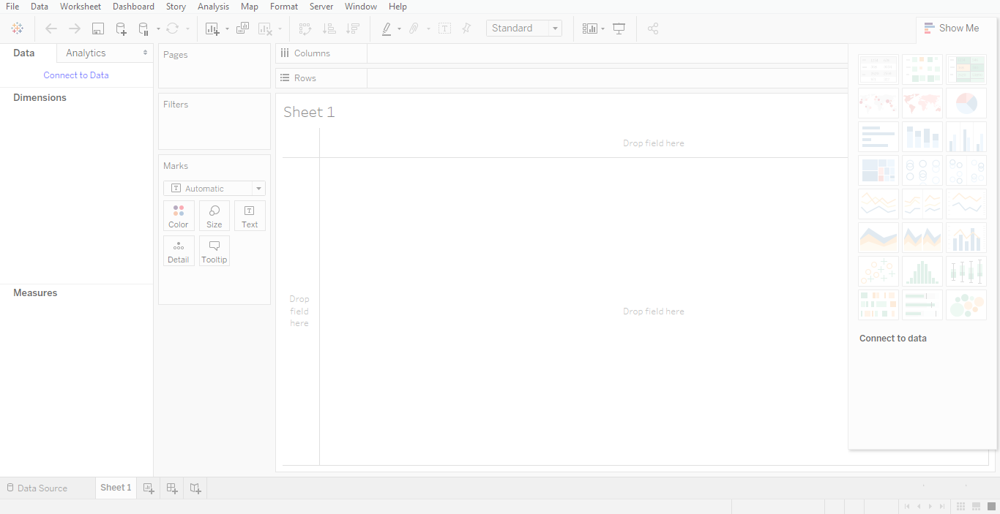 File Data Worksheet Dashboard Story Analysis Map Format Server Window Help
Standard
Show Me
Data Analytics
Connect to Data
Dimensions
Measures
Pages
Filters
Marks
Automatic
Color Size Text
Detail Tooltip
Columns
Rows
Sheet 1
Drop field here
Drop
field
here
Drop field here
Connect to data
Data Source Sheet 1